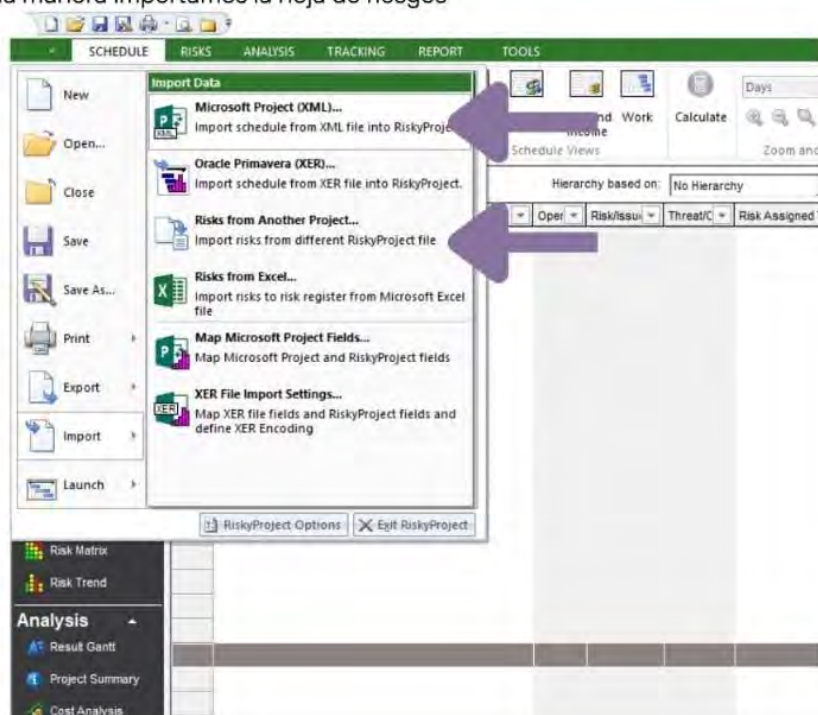 manera importamos la hoja de riesgos
SCHEDULE RISKS ANALYSIS TRACKING REPORT TOOLS
New
Open...
Close
Save
Save As...
Print
Export
Import
Launch
Import Data
Microsoft Project (XML)...
Import schedule from XML file into
Oracle Primavera (XER)...
Import schedule from XER file into RiskyProject.
Risks from Another Project...
Import risks from different RiskyProject file
Risks from Excel...
Import risks to risk register from Microsoft Excel
file
Map Microsoft Project Fields...
Map Microsoft Project and RiskyProject fields
XER File Import Settings...
Map XER file fields and RiskyProject fields and
define XER Encoding
RiskyProject Options Exit RiskyProject
Work Calculate Days
Schedule Views Zoom and
Hierarchy based on: No Hierarchy
Oper Risk/Issu Threat/C Risk Assigned
Risk Matrix
Risk Trend
Analysis
Result Gantt
Project Summary
Cost Analysis